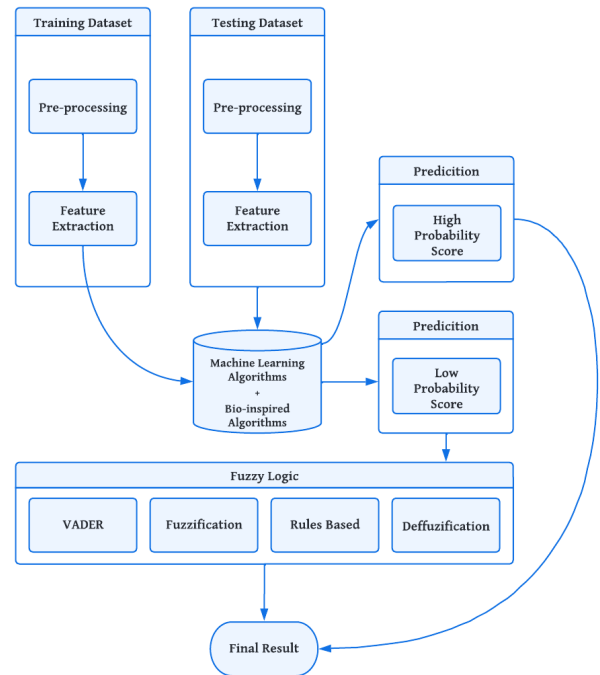 Training Dataset
Testing Dataset
Pre-processing
Pre-processing
Feature
Extraction
Feature
Extraction
Predicition
High
Probability
Score
Machine Learning
Algorithms
+
Bio-inspired
Algorithms
Predicition
Low
Probability
Score
Fuzzy Logic
VADER
Fuzzification
Rules Based
Deffuzification
Final Result